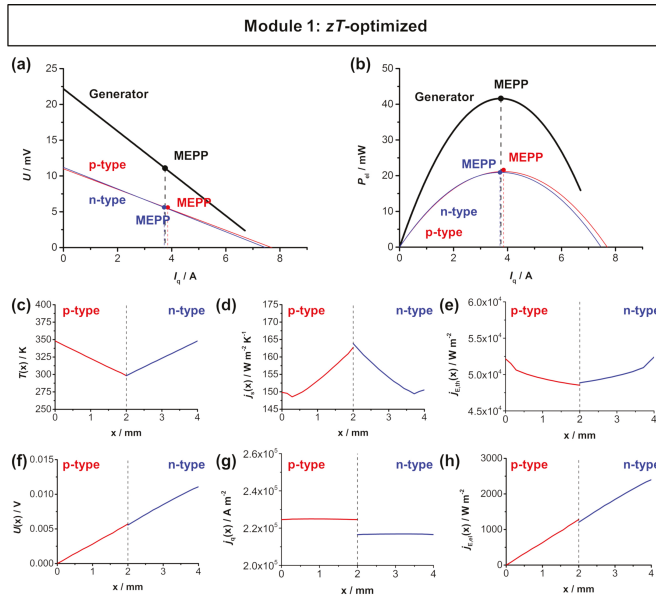 Module 1: zT-optimized
(a)
(b)
25
20
15
10
5
0
U / mV
Generator
p-type
n-type
MEPP
MEPP
MEPP
0 2 4 6 8
I_q / A
50
40
30
20
10
0
P_el / mW
Generator
MEPP
MEPP
MEPP
n-type
p-type
0 2 4 6 8
I_q / A
(c)
p-type n-type
400
375
350
325
300
275
250
T(x) / K
0 1 2 3 4
x / mm
(d)
p-type n-type
175
170
165
160
155
150
145
j_s(x) / W m⁻² K⁻¹
0 1 2 3 4
x / mm
(e)
p-type n-type
6.0x10⁴
5.5x10⁴
5.0x10⁴
4.5x10⁴
j_E,th(x) / W m⁻²
0 1 2 3 4
x / mm
(f)
p-type n-type
0.015
0.010
0.005
0.000
U(x) / V
0 1 2 3 4
x / mm
(g)
p-type n-type
2.6x10⁵
2.4x10⁵
2.2x10⁵
2.0x10⁵
j_q(x) / A m⁻²
0 1 2 3 4
x / mm
(h)
p-type n-type
3000
2000
1000
0
j_E,el(x) / W m⁻²
0 1 2 3 4
x / mm